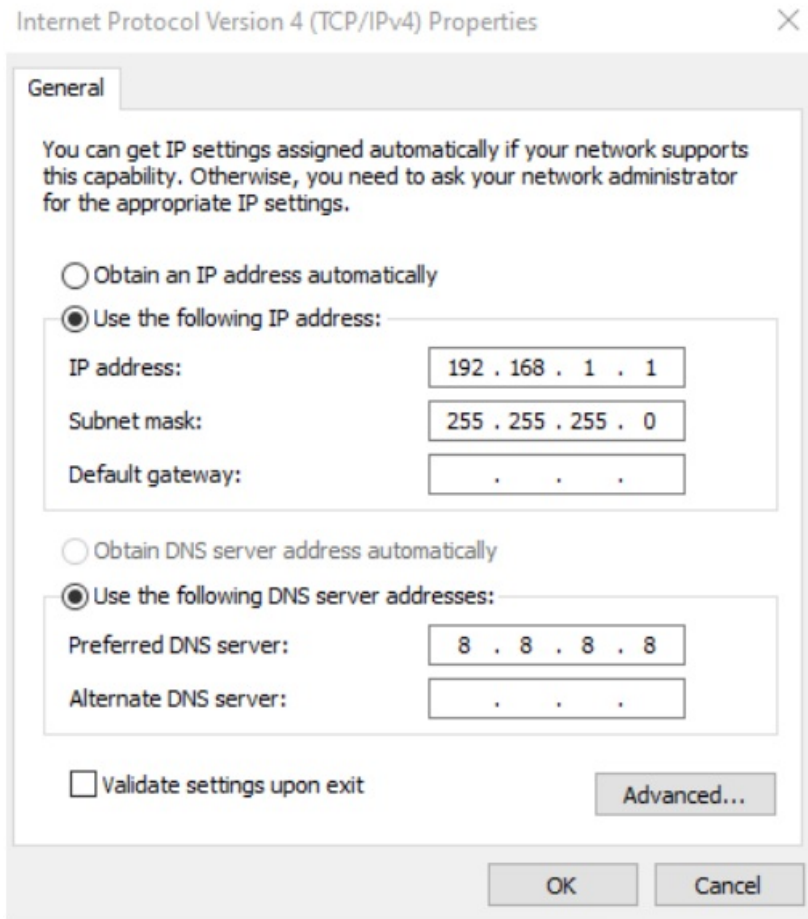 Internet Protocol Version 4 (TCP/IPv4) Properties
General
You can get IP settings assigned automatically if your network supports
this capability. Otherwise, you need to ask your network administrator
for the appropriate IP settings.
Obtain an IP address automatically
Use the following IP address:
IP address: 192 . 168 . 1 . 1
Subnet mask: 255 . 255 . 255 . 0
Default gateway: . . .
Obtain DNS server address automatically
Use the following DNS server addresses:
Preferred DNS server: 8 . 8 . 8 . 8
Alternate DNS server: . . .
Validate settings upon exit
Advanced...
OK Cancel